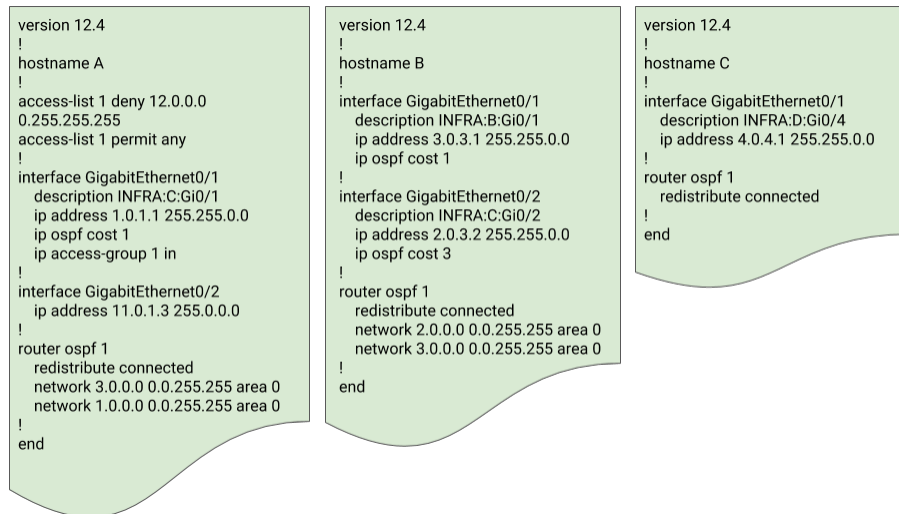 version 12.4
!
hostname A
!
access-list 1 deny 12.0.0.0
0.255.255.255
access-list 1 permit any
!
interface GigabitEthernet0/1
description INFRA:C:Gi0/1
ip address 1.0.1.1 255.255.0.0
ip ospf cost 1
ip access-group 1 in
!
interface GigabitEthernet0/2
ip address 11.0.1.3 255.0.0.0
!
router ospf 1
redistribute connected
network 3.0.0.0 0.0.255.255 area 0
network 1.0.0.0 0.0.255.255 area 0
!
end
version 12.4
!
hostname B
!
interface GigabitEthernet0/1
description INFRA:B:Gi0/1
ip address 3.0.3.1 255.255.0.0
ip ospf cost 1
!
interface GigabitEthernet0/2
description INFRA:C:Gi0/2
ip address 2.0.3.2 255.255.0.0
ip ospf cost 3
!
router ospf 1
redistribute connected
network 2.0.0.0 0.0.255.255 area 0
network 3.0.0.0 0.0.255.255 area 0
!
end
version 12.4
!
hostname C
!
interface GigabitEthernet0/1
description INFRA:D:Gi0/4
ip address 4.0.4.1 255.255.0.0
!
router ospf 1
redistribute connected
!
end